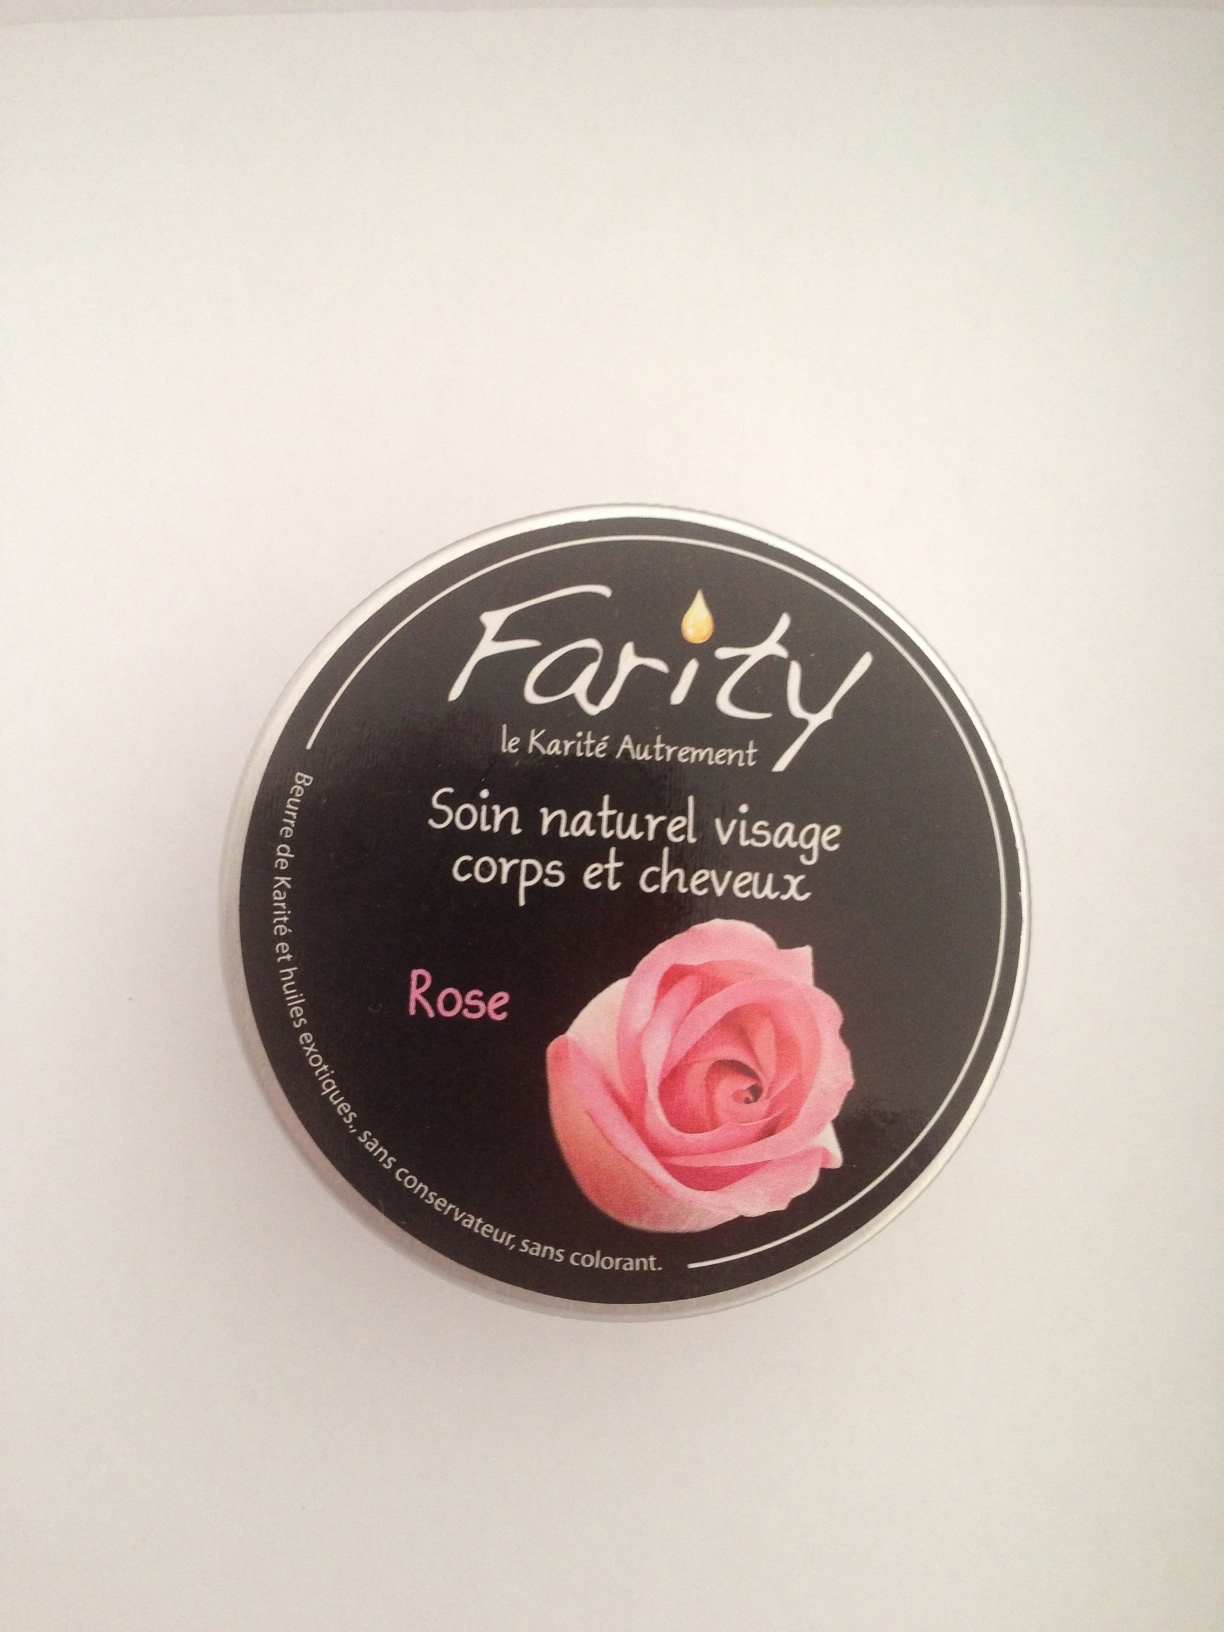 Farity
le Karité Autrement
Soin naturel visage
corps et cheveux
Rose
Beurre de Karité et huiles exotiques., sans conservateur, sans colorant.